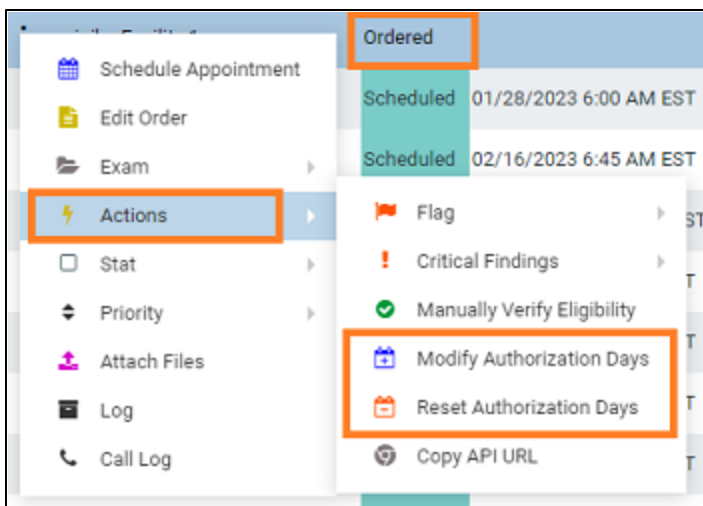 Ordered
Schedule Appointment
Scheduled 01/28/2023 6:00 AM EST
Edit Order
Exam
Scheduled 02/16/2023 6:45 AM EST
Actions
Flag
Stat
Critical Findings
Priority
Manually Verify Eligibility
Attach Files
Modify Authorization Days
Log
Reset Authorization Days
Call Log
Copy API URL